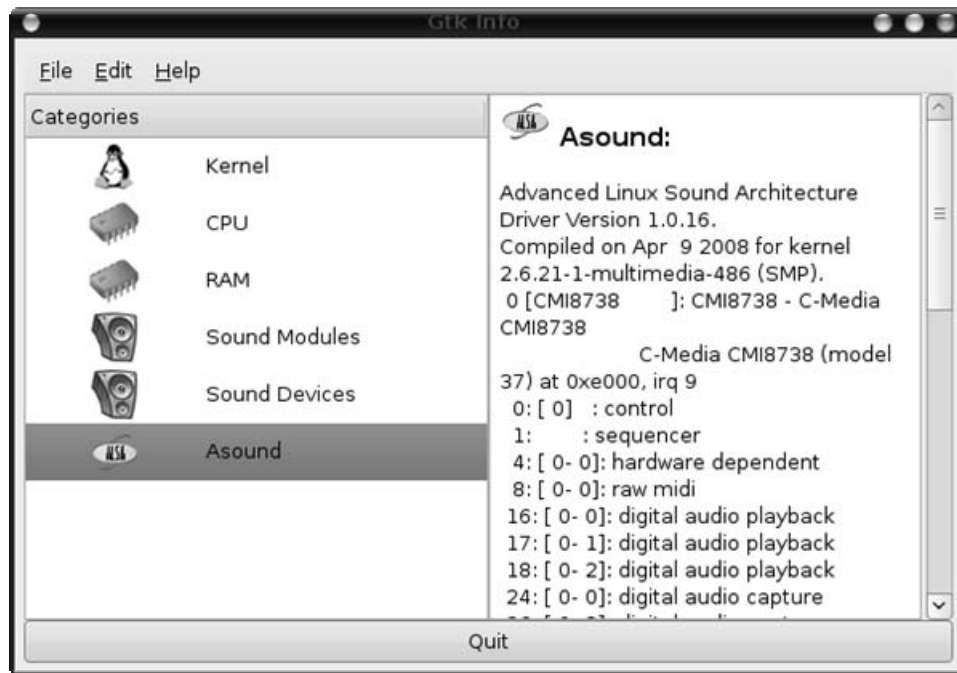 Gtk Info
File Edit Help
Categories
Kernel
CPU
RAM
Sound Modules
Sound Devices
ALSA Asound
ALSA Asound:
Advanced Linux Sound Architecture
Driver Version 1.0.16.
Compiled on Apr 9 2008 for kernel
2.6.21-1-multimedia-486 (SMP).
0 [CMI8738 ]: CMI8738 - C-Media
CMI8738
C-Media CMI8738 (model
37) at 0xe000, irq 9
0: [ 0] : control
1: : sequencer
4: [ 0- 0]: hardware dependent
8: [ 0- 0]: raw midi
16: [ 0- 0]: digital audio playback
17: [ 0- 1]: digital audio playback
18: [ 0- 2]: digital audio playback
24: [ 0- 0]: digital audio capture
Quit